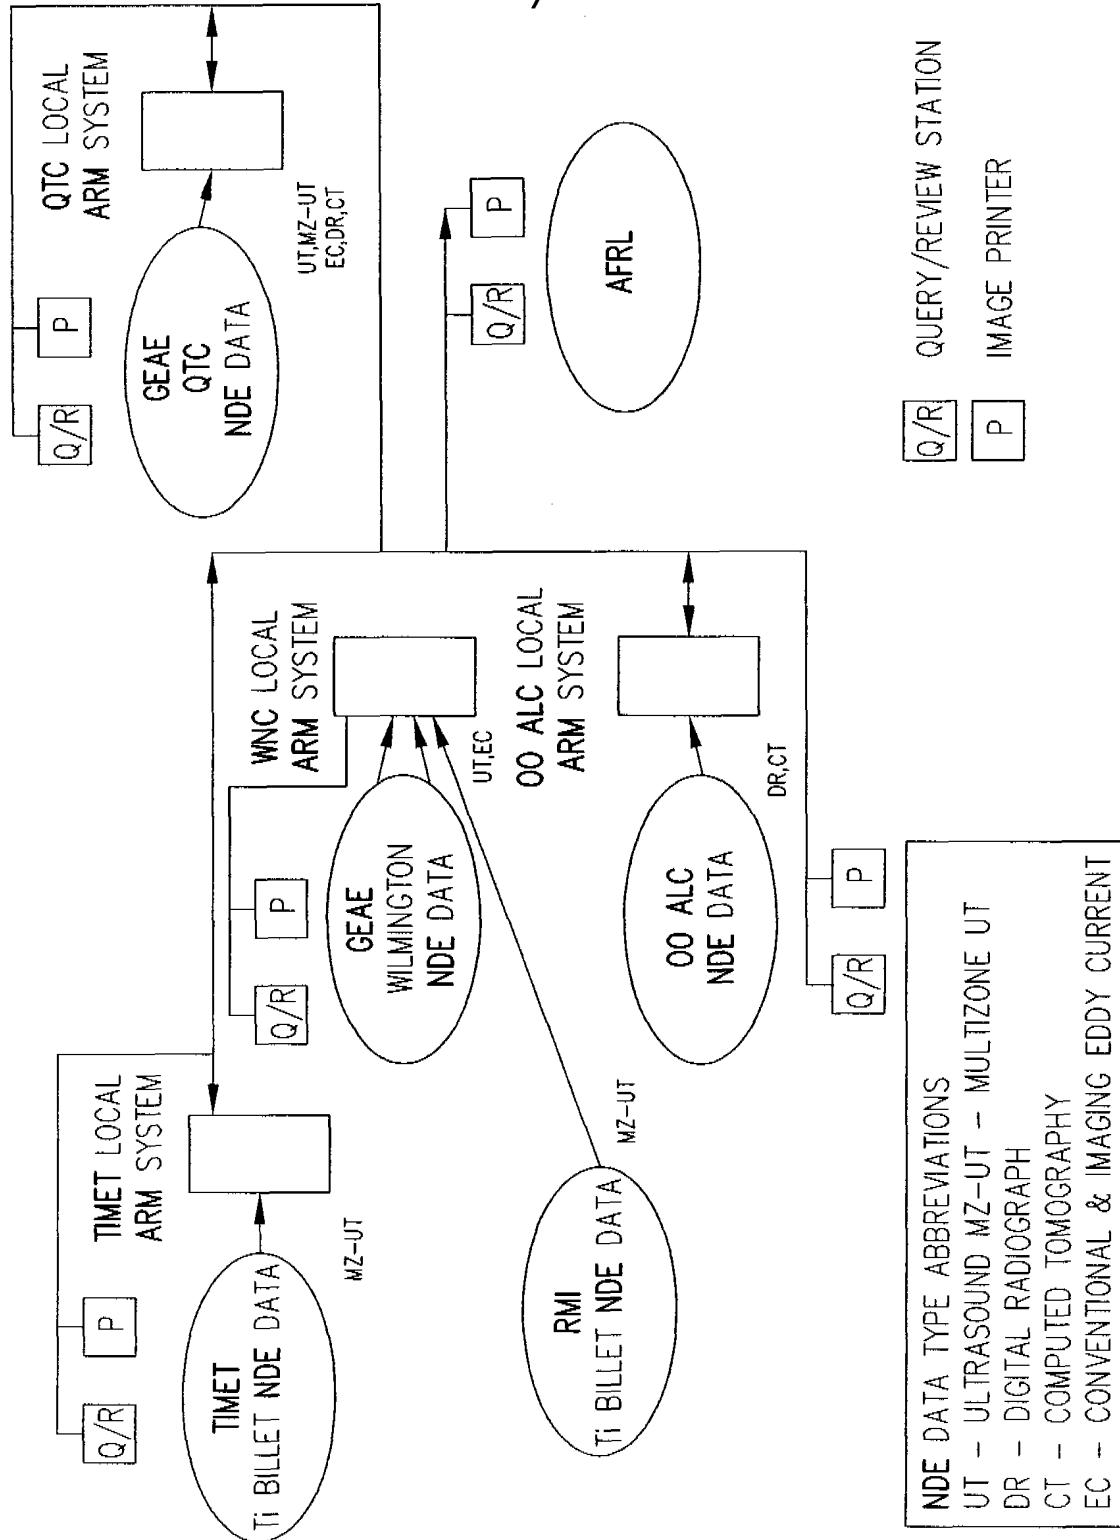 TIMET LOCAL
ARM SYSTEM
Q/R
P
TIMET
Ti BILLET NDE DATA
MZ-UT
WNC LOCAL
ARM SYSTEM
Q/R
P
GEAE
WILMINGTON
NDE DATA
UT,EC
RMI
Ti BILLET NDE DATA
MZ-UT
OO ALC LOCAL
ARM SYSTEM
OO ALC
NDE DATA
DR,CT
Q/R
P
QTC LOCAL
ARM SYSTEM
Q/R
P
GEAE
QTC
NDE DATA
UT,MZ-UT
EC,DR,CT
Q/R
P
AFRL
NDE DATA TYPE ABBREVIATIONS
UT - ULTRASOUND MZ-UT - MULTIZONE UT
DR - DIGITAL RADIOGRAPH
CT - COMPUTED TOMOGRAPHY
EC - CONVENTIONAL & IMAGING EDDY CURRENT
Q/R QUERY/REVIEW STATION
P IMAGE PRINTER